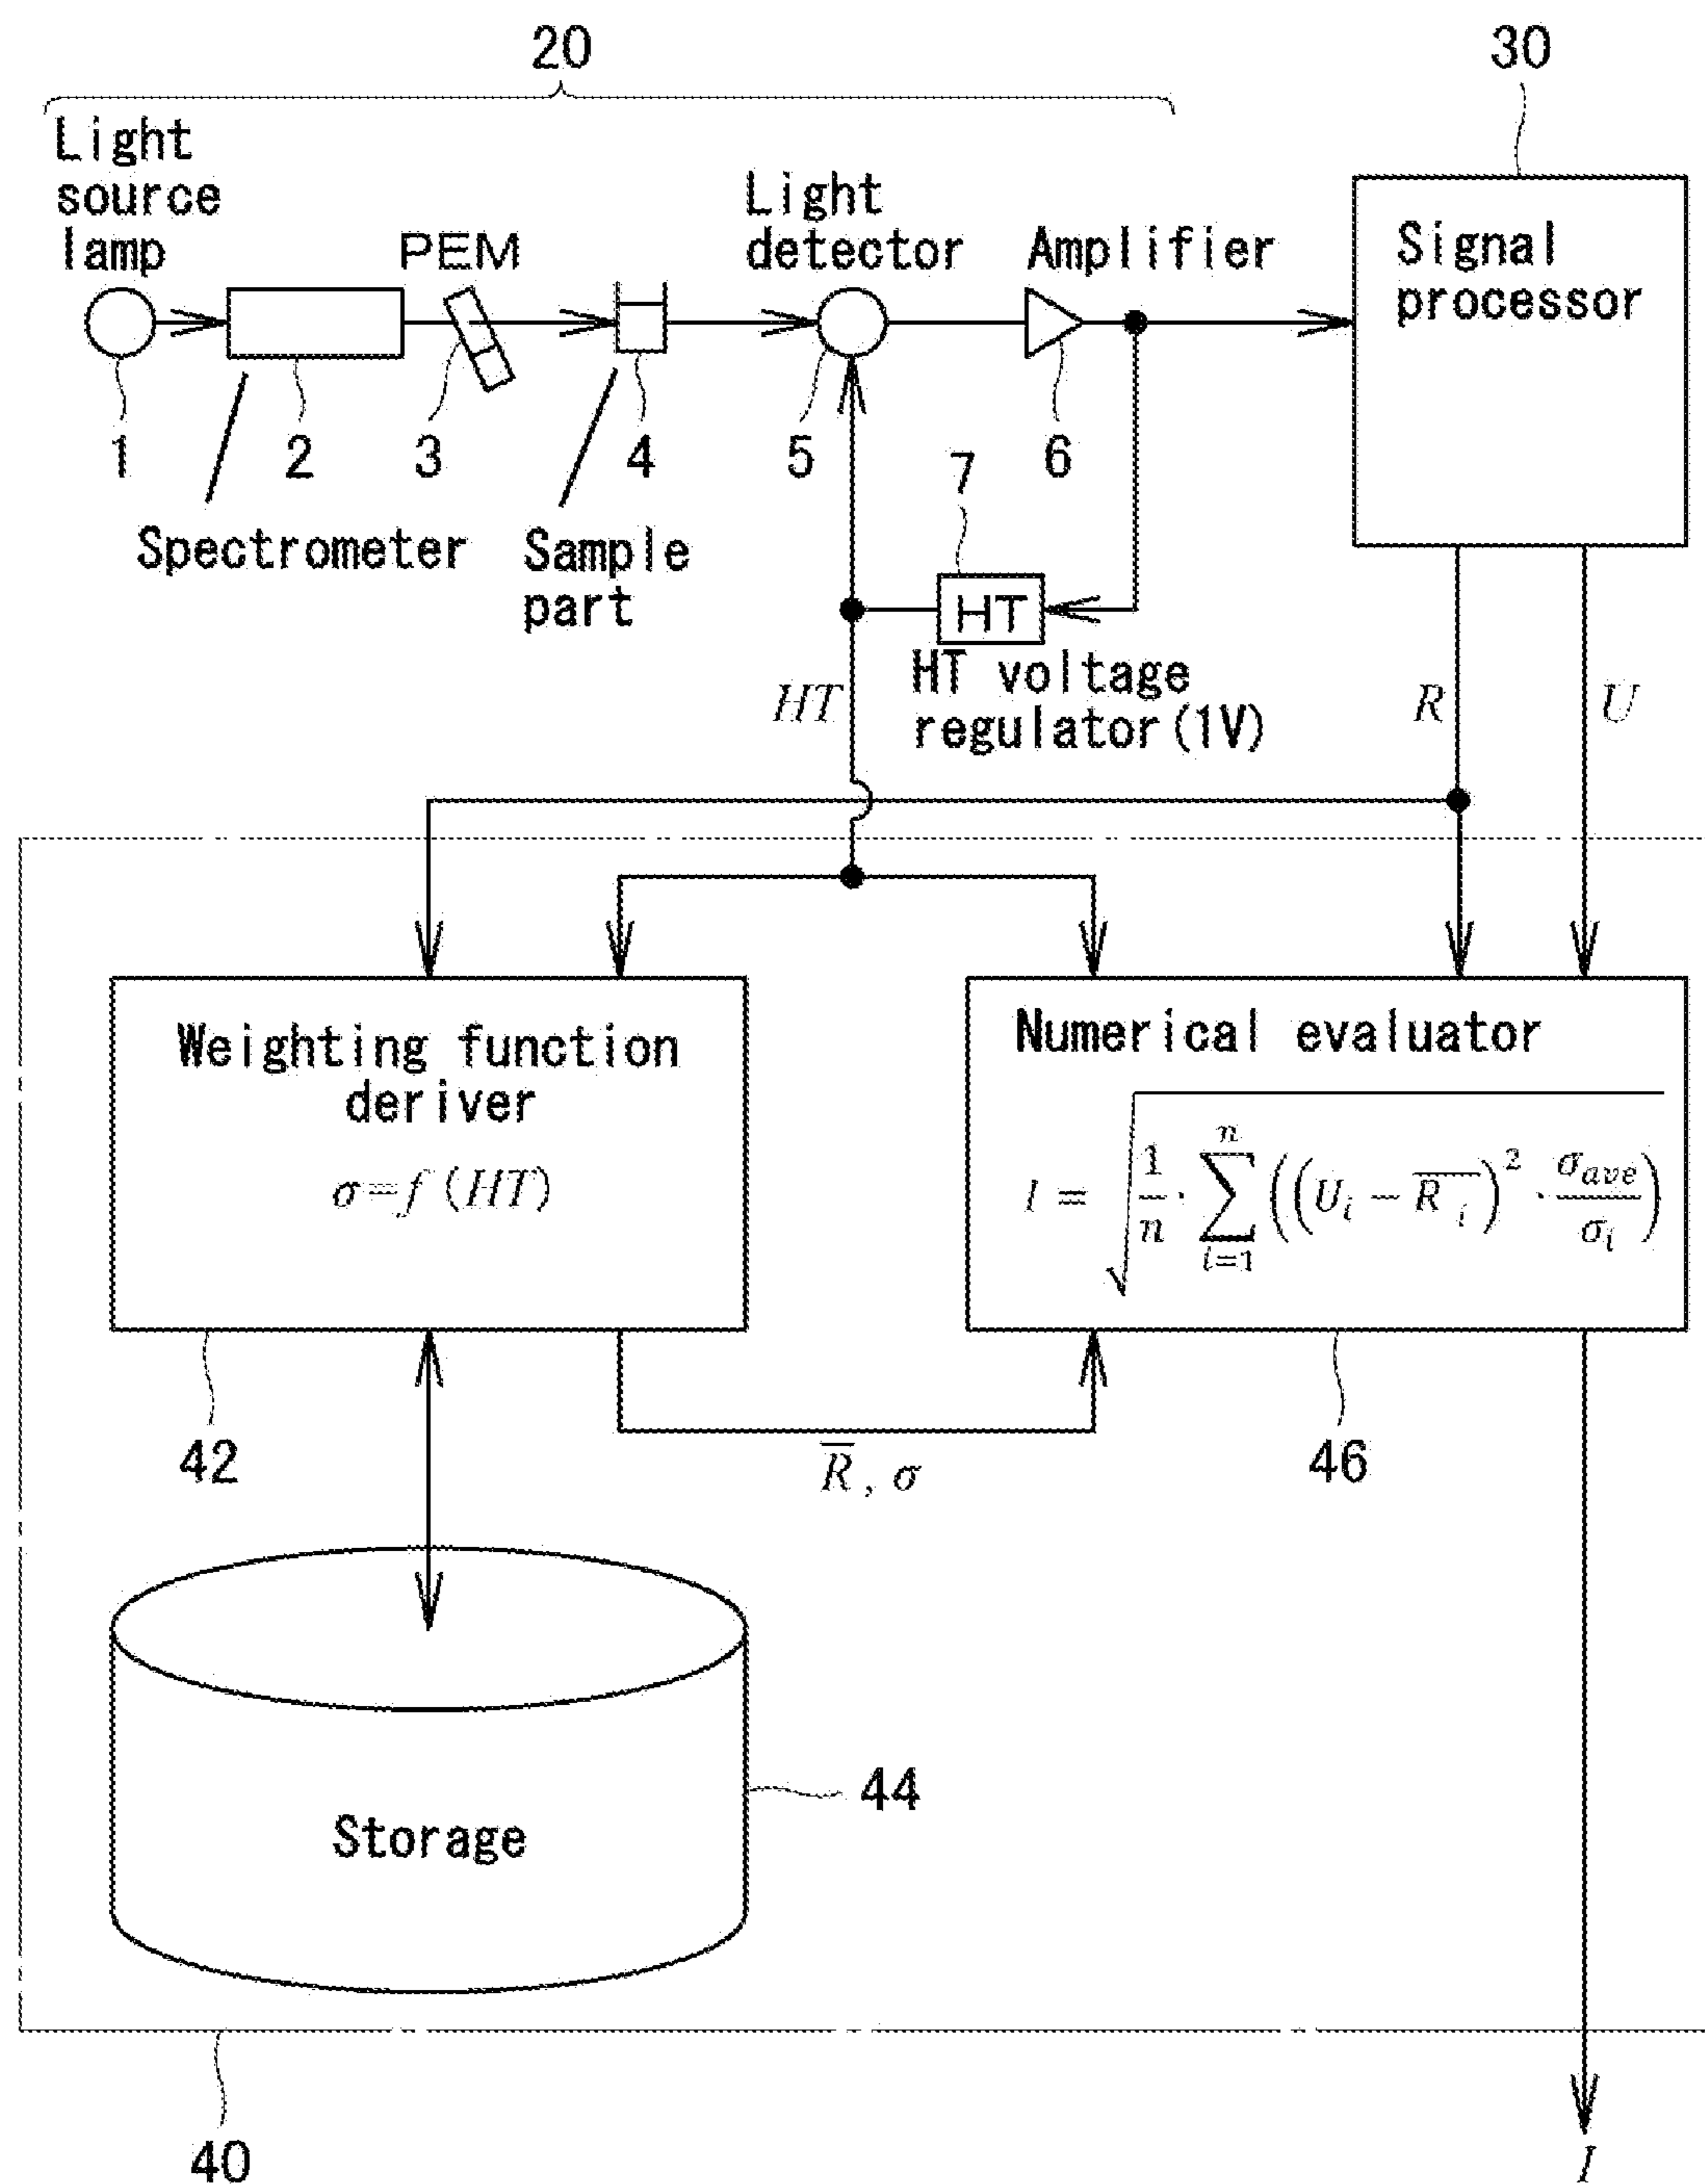 20
30
Light
source
lamp
PEM
Light
detector
Amplifier
Signal
processor
1
2
3
4
5
6
7
Spectrometer
Sample
part
HT
HT voltage
regulator(1V)
HT
R
U
Weighting function
deriver
σ=f(HT)
Numerical evaluator
I = √(1/n · ∑_{i=1}^{n} ((U_i − R̅_i)² · σ_ave/σ_i))
42
R̅, σ
46
Storage
44
40
I